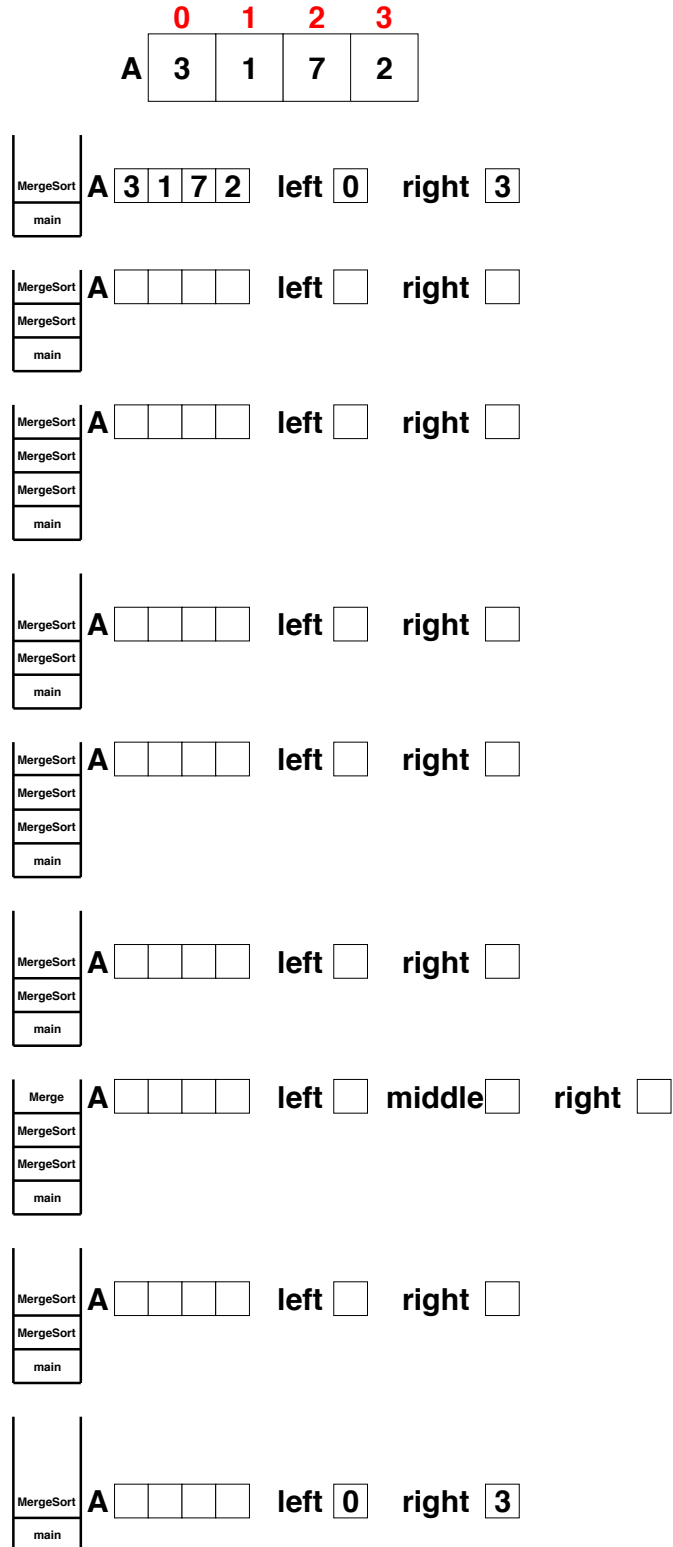 0 1 2 3
A 3 1 7 2
MergeSort A 3 1 7 2 left 0 right 3
main
MergeSort A left right
MergeSort
main
MergeSort A left right
MergeSort
MergeSort
main
MergeSort A left right
MergeSort
main
MergeSort A left right
MergeSort
MergeSort
main
MergeSort A left right
MergeSort
main
Merge A left middle right
MergeSort
MergeSort
main
MergeSort A left right
MergeSort
main
MergeSort A left 0 right 3
main